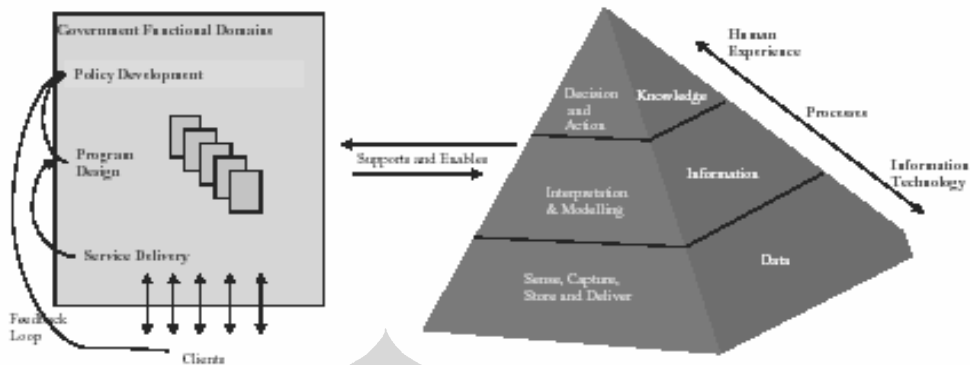 Government Functional Domains
Policy Development
Program
Design
Service Delivery
Feedback
Loop
Clients
Supports and Enables
Decision
and
Action
Knowledge
Interpretation
& Modelling
Information
Sense, Capture,
Store and Deliver
Data
Human
Experience
Processes
Information
Technology